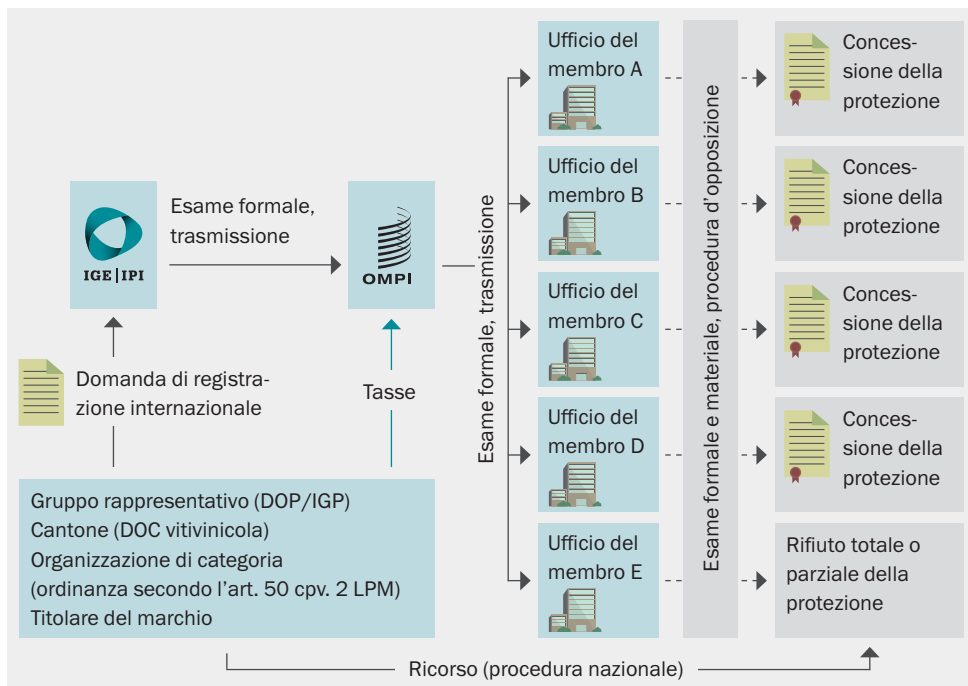 IGE|IPI
Esame formale,
trasmissione
OMPI
Domanda di registra-
zione internazionale
Tasse
Gruppo rappresentativo (DOP/IGP)
Cantone (DOC vitivinicola)
Organizzazione di categoria
(ordinanza secondo l’art. 50 cpv. 2 LPM)
Titolare del marchio
Esame formale, trasmissione
Ufficio del
membro A
Ufficio del
membro B
Ufficio del
membro C
Ufficio del
membro D
Ufficio del
membro E
Esame formale e materiale, procedura d’opposizione
Conces-
sione della
protezione
Conces-
sione della
protezione
Conces-
sione della
protezione
Conces-
sione della
protezione
Rifiuto totale o
parziale della
protezione
Ricorso (procedura nazionale)